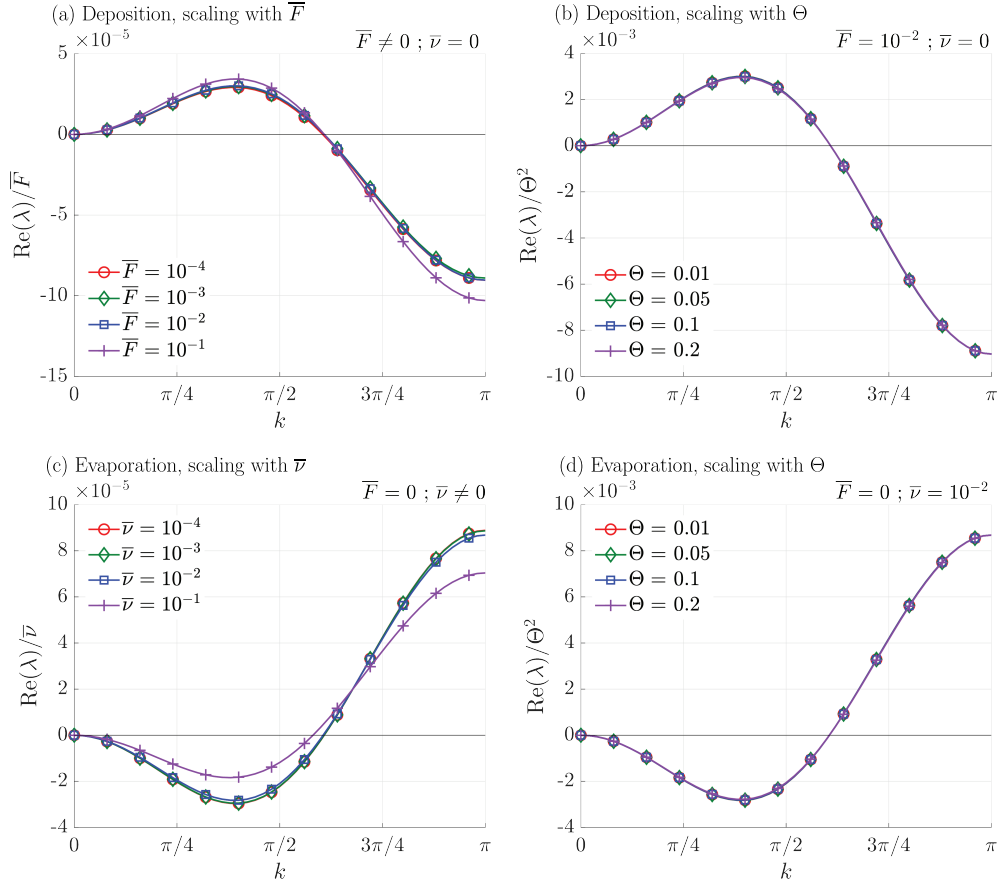 (a) Deposition, scaling with F̅
×10⁻⁵
F̅ ≠ 0 ; ν̅ = 0
5
0
-5
-10
-15
Re(λ)/F̅
F̅ = 10⁻⁴
F̅ = 10⁻³
F̅ = 10⁻²
F̅ = 10⁻¹
0 π/4 π/2 3π/4 π
k
(b) Deposition, scaling with Θ
×10⁻³
F̅ = 10⁻² ; ν̅ = 0
4
2
0
-2
-4
-6
-8
-10
Re(λ)/Θ²
Θ = 0.01
Θ = 0.05
Θ = 0.1
Θ = 0.2
0 π/4 π/2 3π/4 π
k
(c) Evaporation, scaling with ν̅
×10⁻⁵
F̅ = 0 ; ν̅ ≠ 0
10
8
6
4
2
0
-2
-4
Re(λ)/ν̅
ν̅ = 10⁻⁴
ν̅ = 10⁻³
ν̅ = 10⁻²
ν̅ = 10⁻¹
0 π/4 π/2 3π/4 π
k
(d) Evaporation, scaling with Θ
×10⁻³
F̅ = 0 ; ν̅ = 10⁻²
10
8
6
4
2
0
-2
-4
Re(λ)/Θ²
Θ = 0.01
Θ = 0.05
Θ = 0.1
Θ = 0.2
0 π/4 π/2 3π/4 π
k